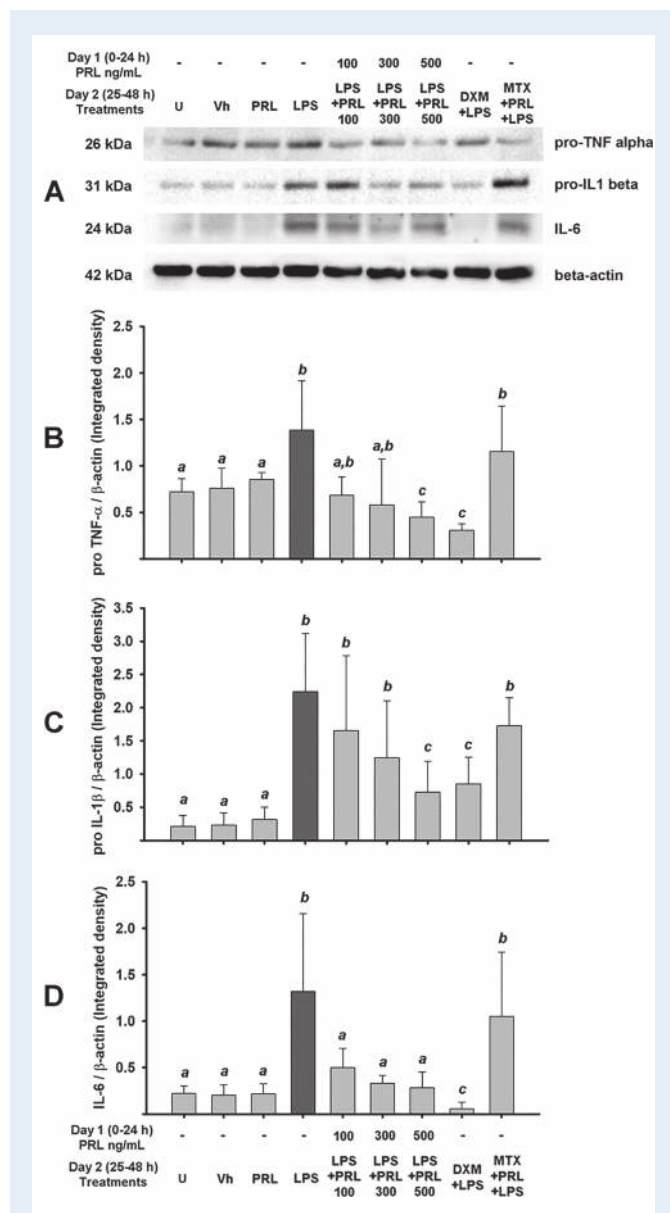 Day 1 (0-24 h) - - - - 100 300 500 - -
PRL ng/mL
LPS LPS LPS MTX
Day 2 (25-48 h) U Vh PRL LPS +PRL +PRL +PRL DXM +PRL
Treatments 100 300 500 +LPS +LPS
26 kDa pro-TNF alpha
A
31 kDa pro-IL1 beta
24 kDa IL-6
42 kDa beta-actin
B
pro TNF-α / β-actin (Integrated density)
2.5
2.0
1.5
1.0
0.5
a a a b a,b a,b c c b
C
pro IL-1β / β-actin (Integrated density)
3.5
3.0
2.5
2.0
1.5
1.0
0.5
a a a b b b c c b
D
IL-6 / β-actin (Integrated density)
2.5
2.0
1.5
1.0
0.5
a a a b a a a c b
Day 1 (0-24 h) - - - - 100 300 500 - -
PRL ng/mL
LPS LPS LPS MTX
Day 2 (25-48 h) U Vh PRL LPS +PRL +PRL +PRL DXM +PRL
Treatments 100 300 500 +LPS +LPS